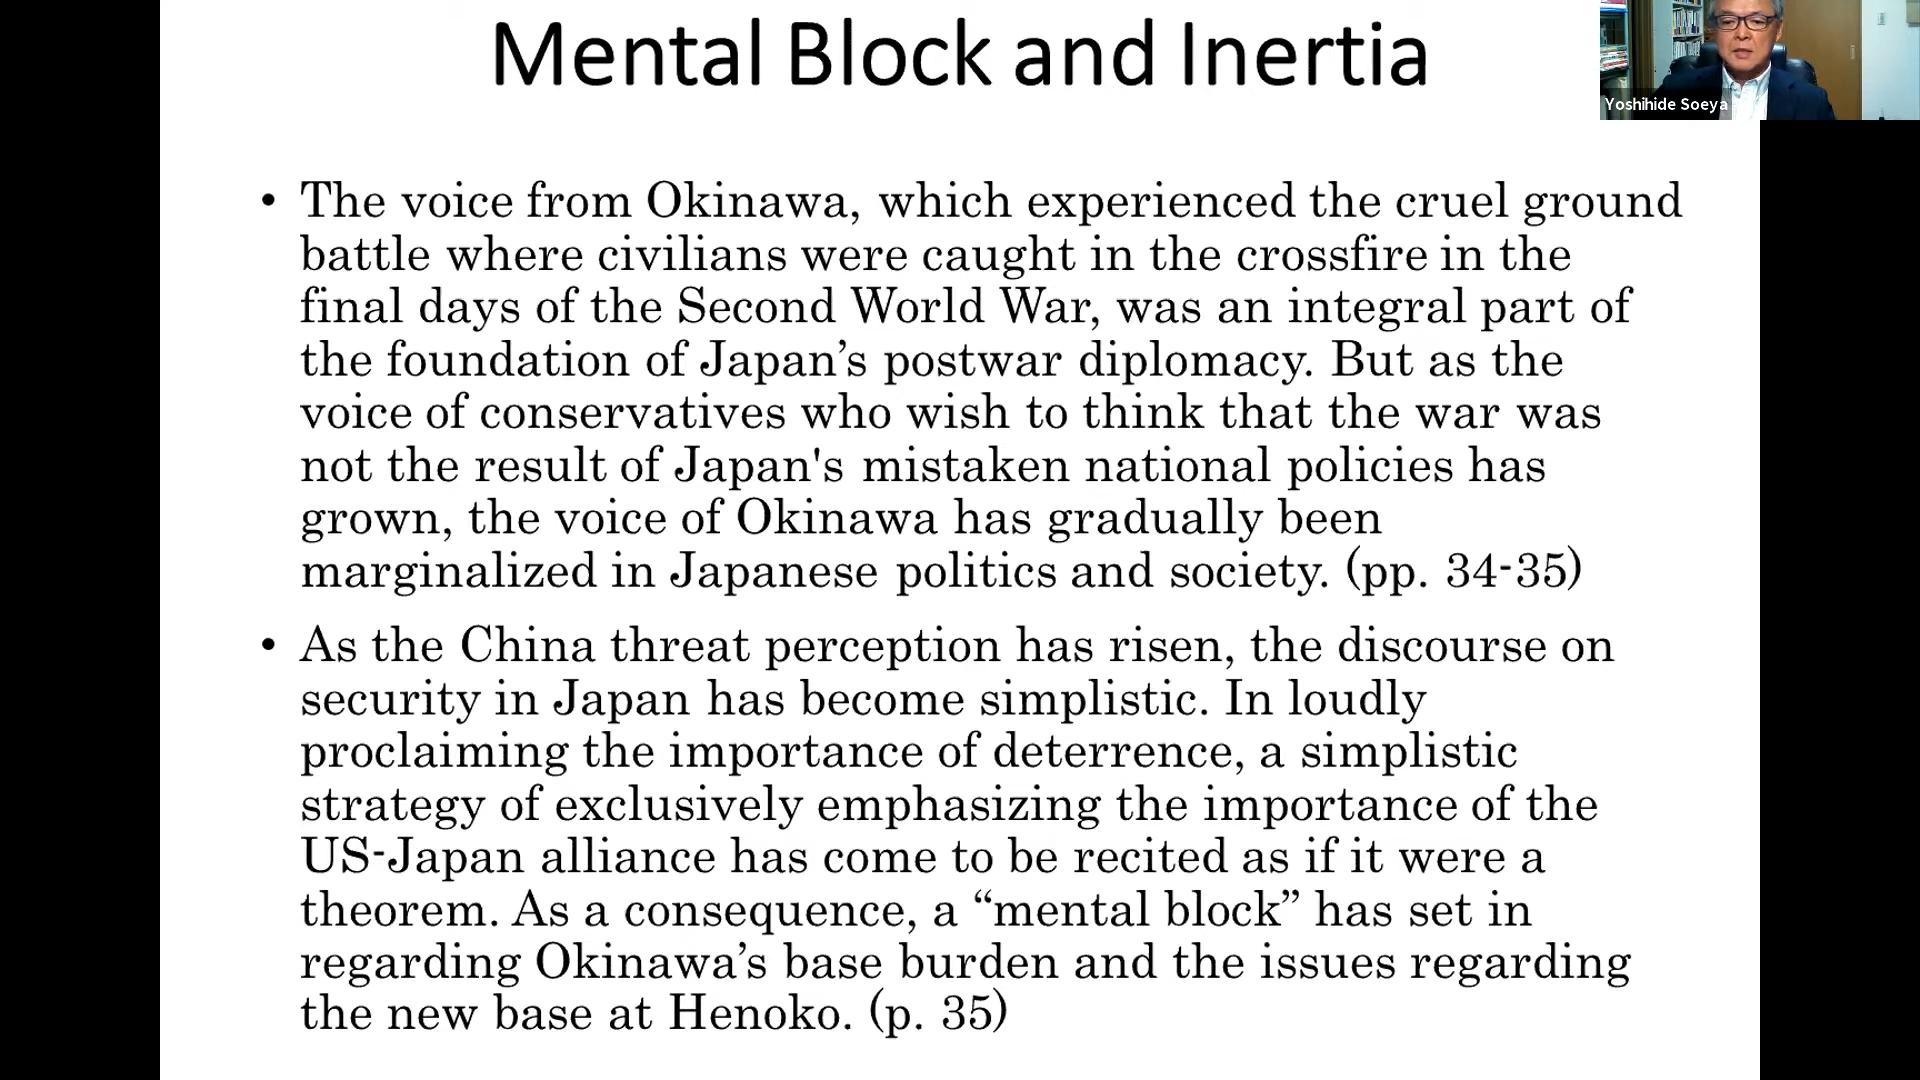 Mental Block and Inertia
Yoshihide Soeya
• The voice from Okinawa, which experienced the cruel ground
battle where civilians were caught in the crossfire in the
final days of the Second World War, was an integral part of
the foundation of Japan’s postwar diplomacy. But as the
voice of conservatives who wish to think that the war was
not the result of Japan's mistaken national policies has
grown, the voice of Okinawa has gradually been
marginalized in Japanese politics and society. (pp. 34-35)
• As the China threat perception has risen, the discourse on
security in Japan has become simplistic. In loudly
proclaiming the importance of deterrence, a simplistic
strategy of exclusively emphasizing the importance of the
US-Japan alliance has come to be recited as if it were a
theorem. As a consequence, a “mental block” has set in
regarding Okinawa’s base burden and the issues regarding
the new base at Henoko. (p. 35)